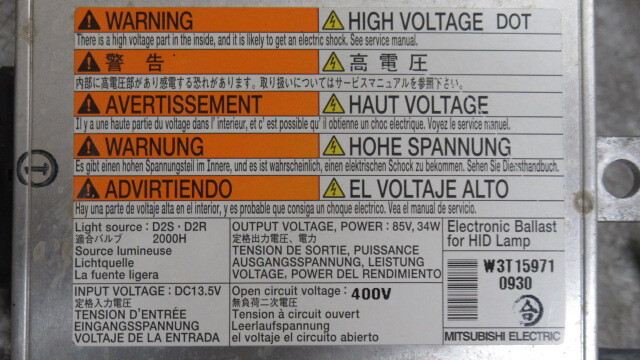 WARNING
HIGH VOLTAGE DOT
There is a high voltage part in the inside, and it is likely to get an electric shock. See service manual.
警告
高電圧
内部に高電圧部があり感電する恐れがあります。取り扱いについてはサービスマニュアルを参照下さい。
AVERTISSEMENT
HAUT VOLTAGE
Il y a une haute partie du voltage dans l' interieur, et c' est possible qu' il obtienne un choc electrique. Voyez le service manuel.
WARNUNG
HOHE SPANNUNG
Es gibt einen hohen Spannungsteil im Innere, und es ist wahrscheinlich, einen elektrischen Schock zu bekommen. Sehen Sie Diensthandbuch.
ADVIRTIENDO
EL VOLTAJE ALTO
Hay una parte de voltaje alta en el interior, y es probable que consiga un choque electrico. Vea el manual de servicio.
Light source : D2S・D2R
適合バルブ 2000H
Source lumineuse
Lichtquelle
La fuente ligera
OUTPUT VOLTAGE, POWER : 85V, 34W
定格出力電圧、電力
TENSION DE SORTIE, PUISSANCE
AUSGANGSSPANNUNG, LEISTUNG
VOLTAJE, POWER DEL RENDIMIENTO
Electronic Ballast
for HID Lamp
W3T15971
0930
MITSUBISHI ELECTRIC
INPUT VOLTAGE : DC13.5V
定格入力電圧
TENSION D'ENTRÉE
EINGANGSSPANNUNG
VOLTAJE DE LA ENTRADA
Open circuit voltage : 400V
無負荷二次電圧
Tension à circuit ouvert
Leerlaufspannung
el voltaje el circuito abierto